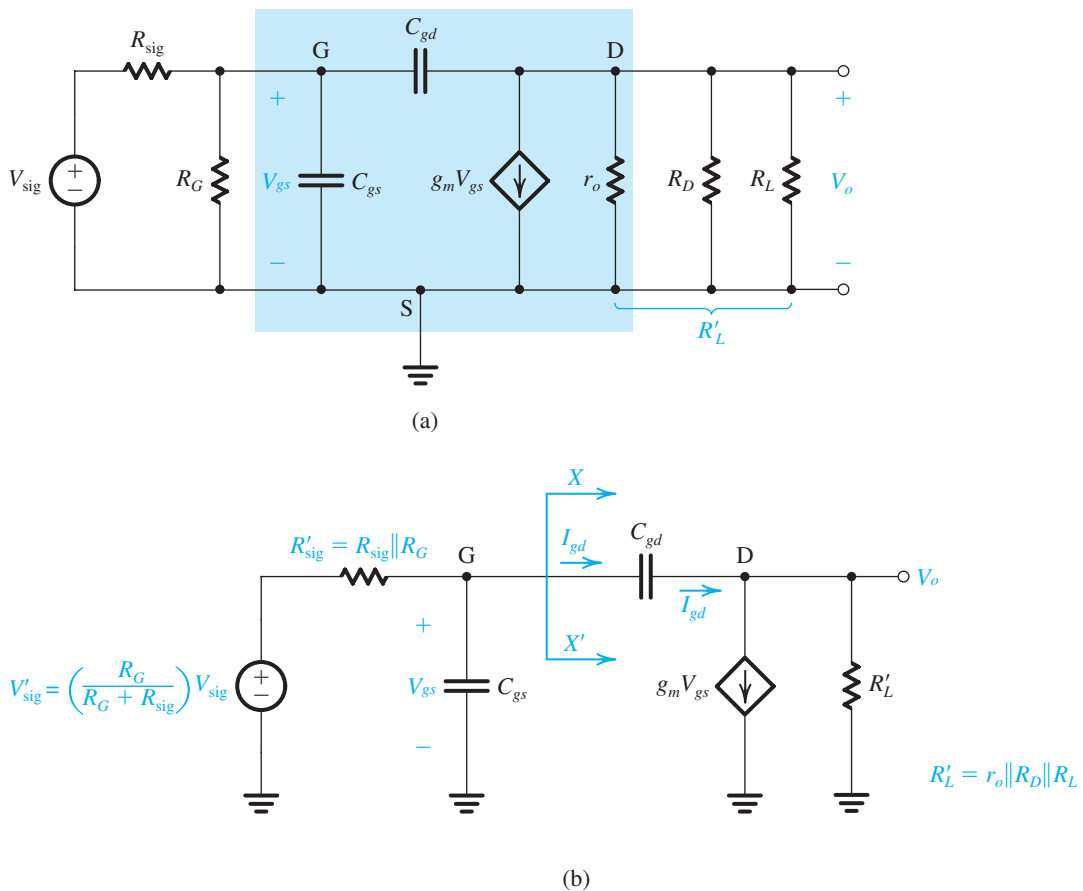 R_sig
G
C_gd
D
+
+
V_sig
+
−
R_G
V_gs
C_gs
g_m V_gs
r_o
R_D
R_L
V_o
−
−
S
R′_L
(a)
X
R′_sig = R_sig||R_G
G
I_gd
C_gd
D
V_o
I_gd
+
X′
V′_sig = (R_G / (R_G + R_sig)) V_sig
+
−
V_gs
C_gs
g_m V_gs
R′_L
−
R′_L = r_o||R_D||R_L
(b)